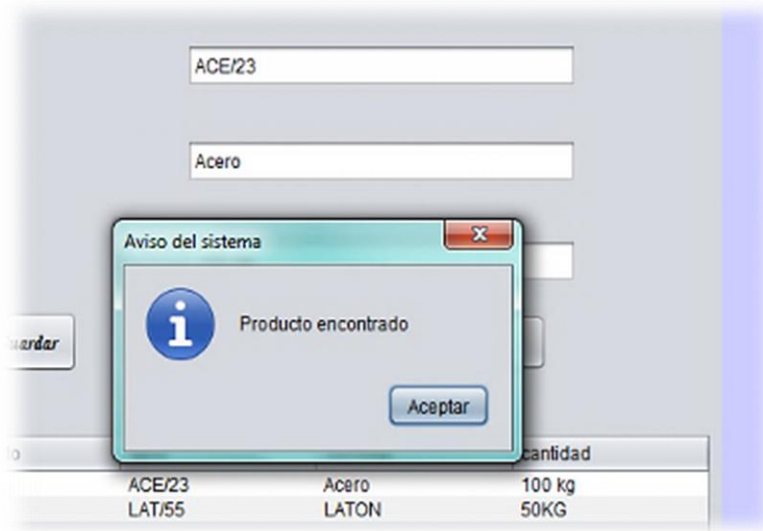 ACE/23
Acero
Aviso del sistema
Producto encontrado
Aceptar
cantidad
ACE/23 Acero 100 kg
LAT/55 LATON 50KG